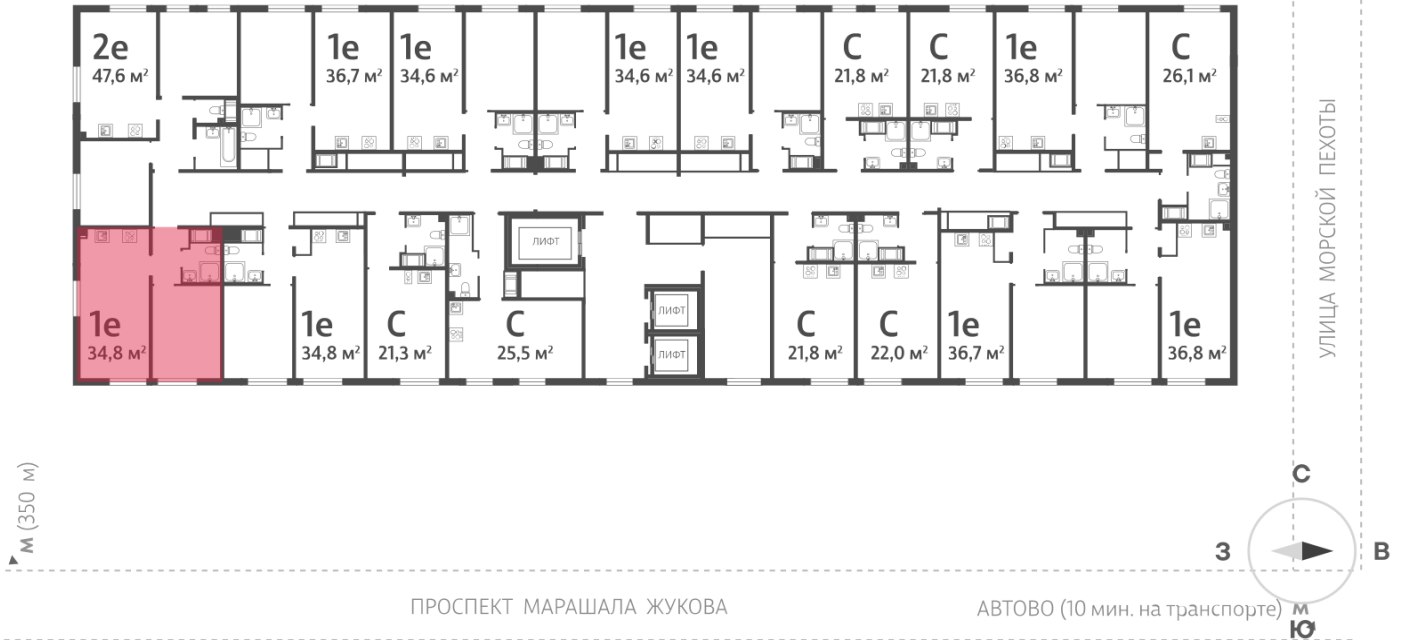 2е
47,6 м²
1е
36,7 м²
1е
34,6 м²
1е
34,6 м²
1е
34,6 м²
С
21,8 м²
С
21,8 м²
1е
36,8 м²
С
26,1 м²
ЛИФТ
ЛИФТ
ЛИФТ
1е
34,8 м²
1е
34,8 м²
С
21,3 м²
С
25,5 м²
С
21,8 м²
С
22,0 м²
1е
36,7 м²
1е
36,8 м²
УЛИЦА МОРСКОЙ ПЕХОТЫ
м (350 м)
С
З
В
Ю
ПРОСПЕКТ МАРАШАЛА ЖУКОВА
АВТОВО (10 мин. на транспорте) м